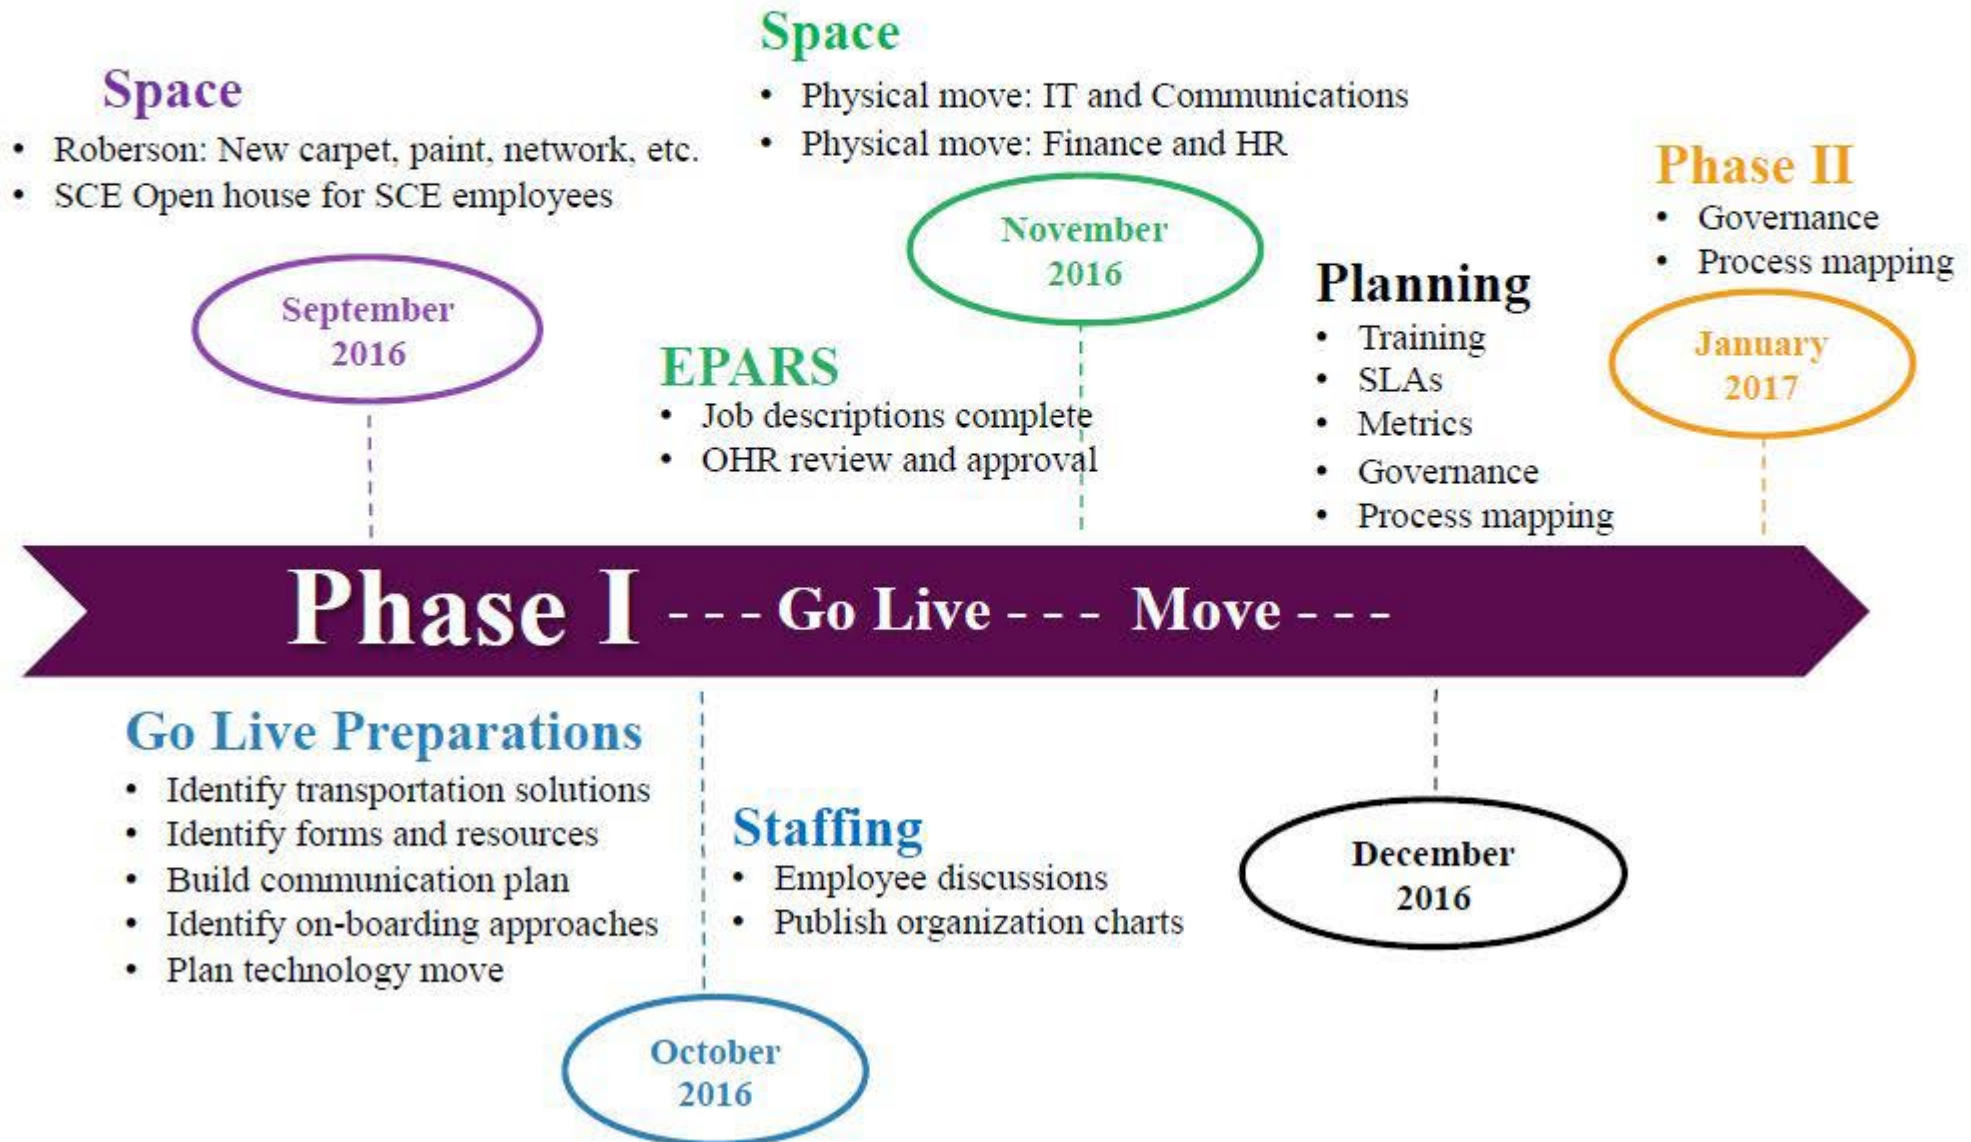 Space
• Roberson: New carpet, paint, network, etc.
• SCE Open house for SCE employees
September
2016
Space
• Physical move: IT and Communications
• Physical move: Finance and HR
November
2016
EPARS
• Job descriptions complete
• OHR review and approval
Planning
• Training
• SLAs
• Metrics
• Governance
• Process mapping
Phase II
• Governance
• Process mapping
January
2017
Phase I - - - Go Live - - - Move - - -
Go Live Preparations
• Identify transportation solutions
• Identify forms and resources
• Build communication plan
• Identify on-boarding approaches
• Plan technology move
October
2016
Staffing
• Employee discussions
• Publish organization charts
December
2016